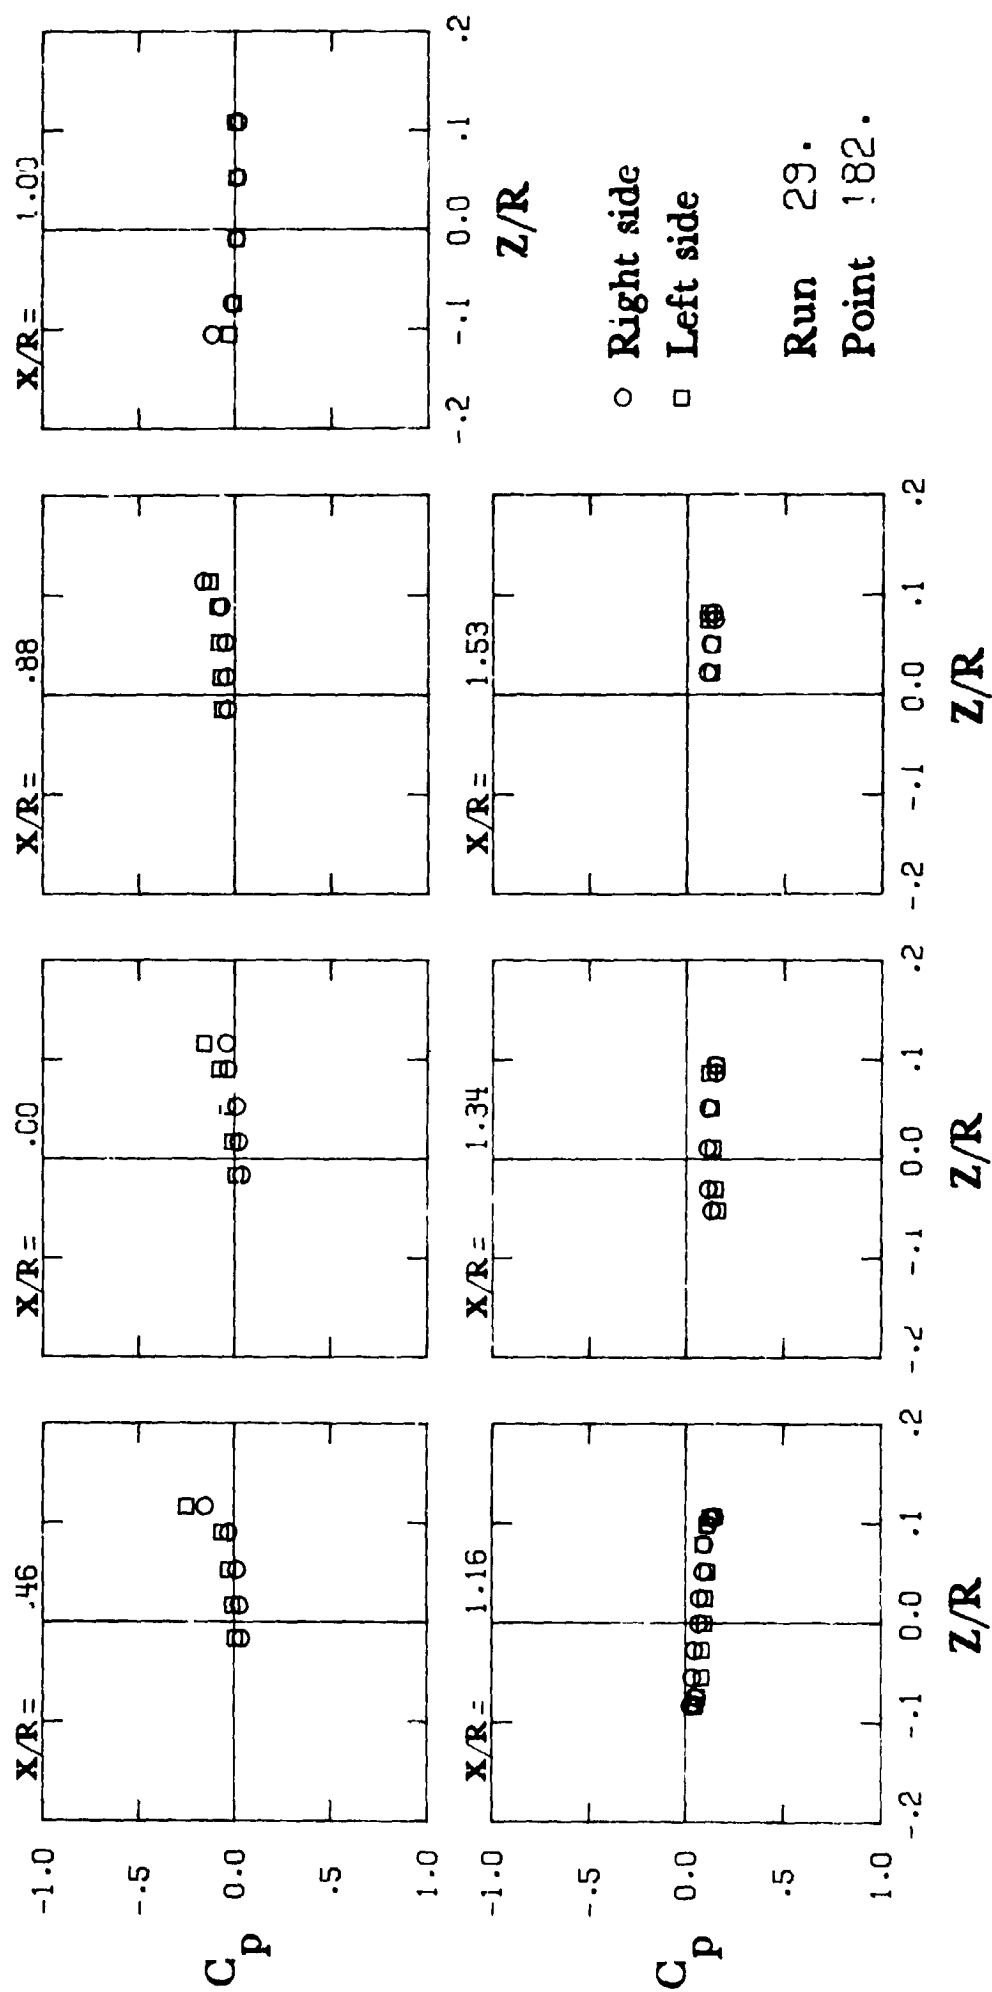 X/R= .46
X/R= .00
X/R= .88
X/R= 1.00
-1.0
-.5
0.0
.5
1.0
C p
-.2 -.1 0.0 .1 .2
Z/R
X/R= 1.16
X/R= 1.34
X/R= 1.53
-1.0
-.5
0.0
.5
1.0
C p
-.2 -.1 0.0 .1 .2
Z/R
-.2 -.1 0.0 .1 .2
Z/R
-.2 -.1 0.0 .1 .2
Z/R
Right side
Left side
Run 29.
Point 182.